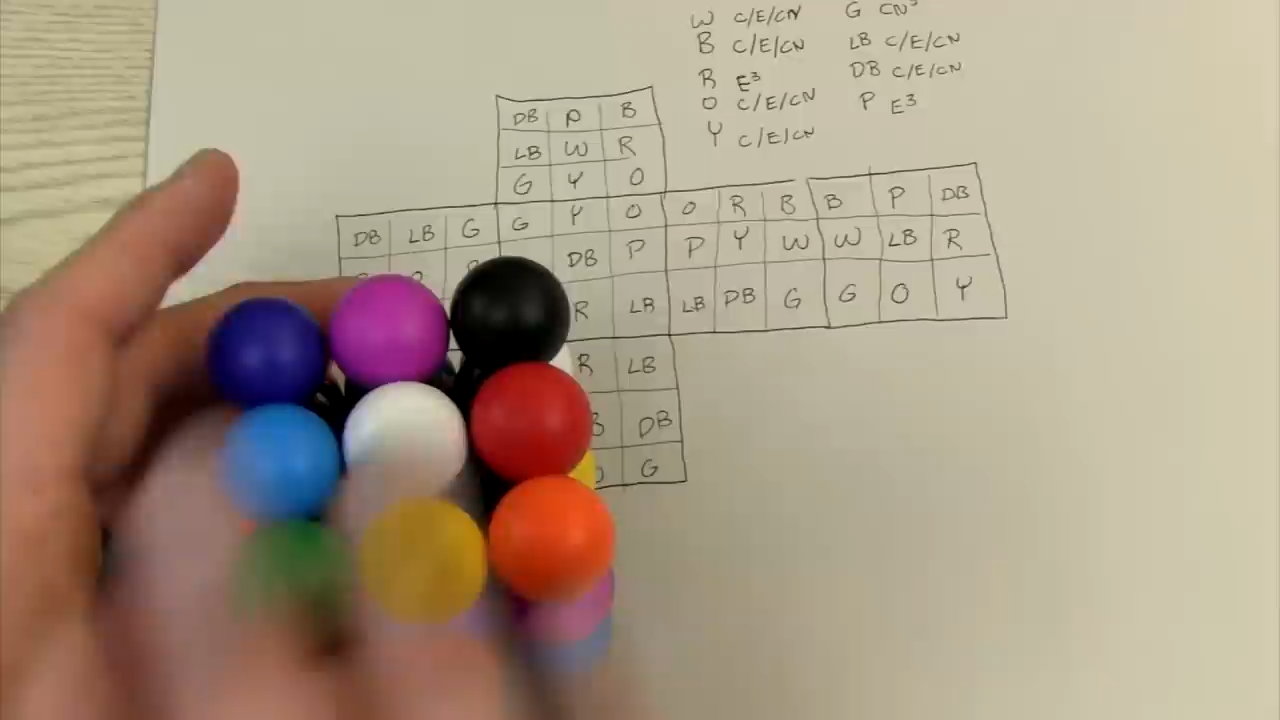 W C/E/CN G CN³
B C/E/CN LB C/E/CN
R E³ DB C/E/CN
O C/E/CN P E³
Y C/E/CN
DB P B
LB W R
G Y O
DB LB G G Y O O R B B P DB
DB P P Y W W LB R
R LB LB DB G G O Y
R LB
DB
G